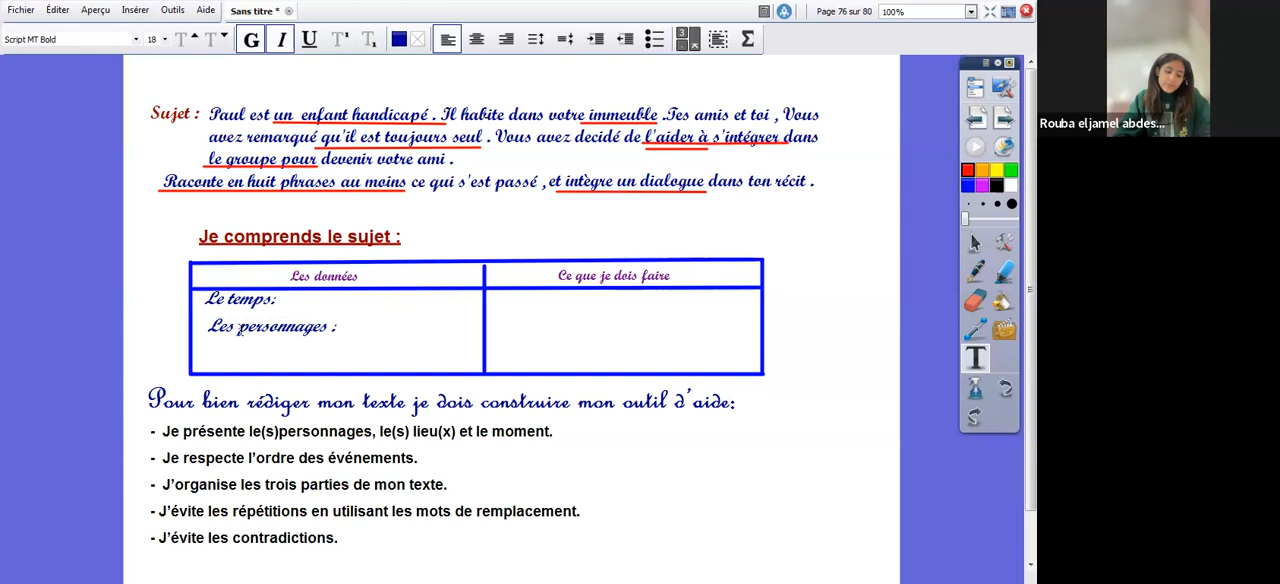 Fichier Éditer Aperçu Insérer Outils Aide Sans titre * Page 76 sur 80 100%
Script MT Bold 18 T T G I U T¹ T₁ Σ
Sujet : Paul est un enfant handicapé . Il habite dans votre immeuble .Tes amis et toi , Vous
avez remarqué qu'il est toujours seul . Vous avez décidé de l'aider à s'intégrer dans
le groupe pour devenir votre ami .
Raconte en huit phrases au moins ce qui s'est passé , et intègre un dialogue dans ton récit .
Je comprends le sujet :
Les données Ce que je dois faire
Le temps:
Les personnages :
Pour bien rédiger mon texte je dois construire mon outil d'aide:
- Je présente le(s)personnages, le(s) lieu(x) et le moment.
- Je respecte l'ordre des événements.
- J'organise les trois parties de mon texte.
- J'évite les répétitions en utilisant les mots de remplacement.
- J'évite les contradictions.
T
Rouba eljamel abdes...